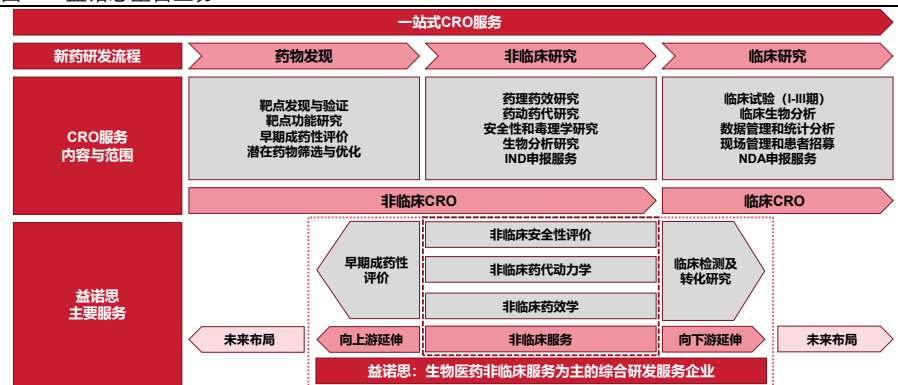 一站式CRO服务
新药研发流程
药物发现
非临床研究
临床研究
CRO服务
内容与范围
靶点发现与验证
靶点功能研究
早期成药性评价
潜在药物筛选与优化
药理药效研究
药动药代研究
安全性和毒理学研究
生物分析研究
IND申报服务
临床试验（I-III期）
临床生物分析
数据管理和统计分析
现场管理和患者招募
NDA申报服务
非临床CRO
临床CRO
益诺思
主要服务
早期成药性
评价
非临床安全性评价
非临床药代动力学
非临床药效学
临床检测及
转化研究
未来布局
向上游延伸
非临床服务
向下游延伸
未来布局
益诺思：生物医药非临床服务为主的综合研发服务企业